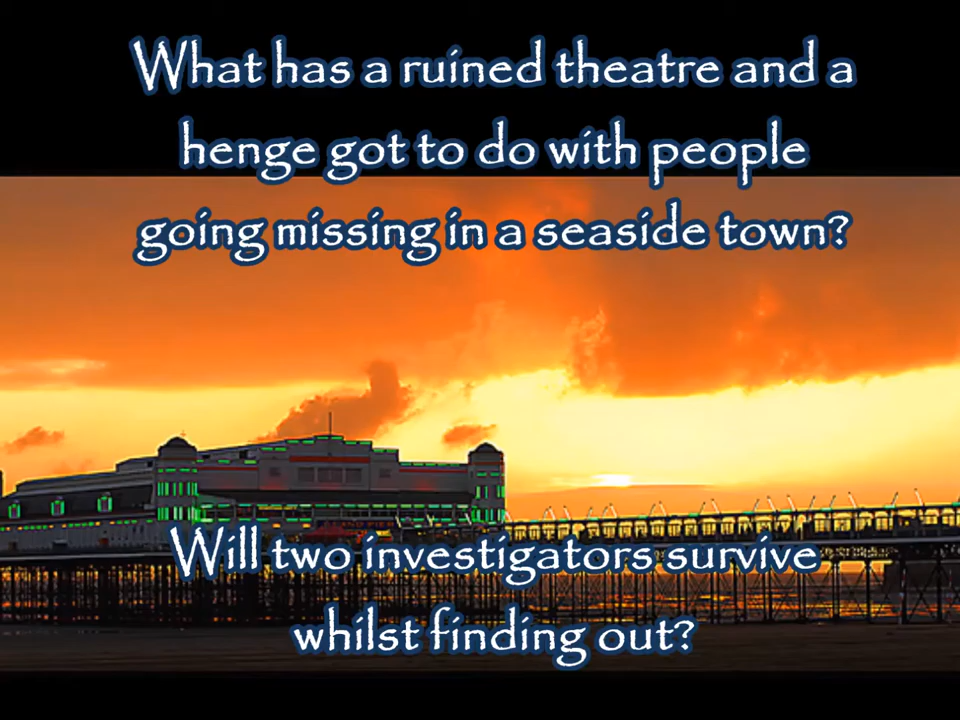 What has a ruined theatre and a
henge got to do with people
going missing in a seaside town?
Will two investigators survive
whilst finding out?